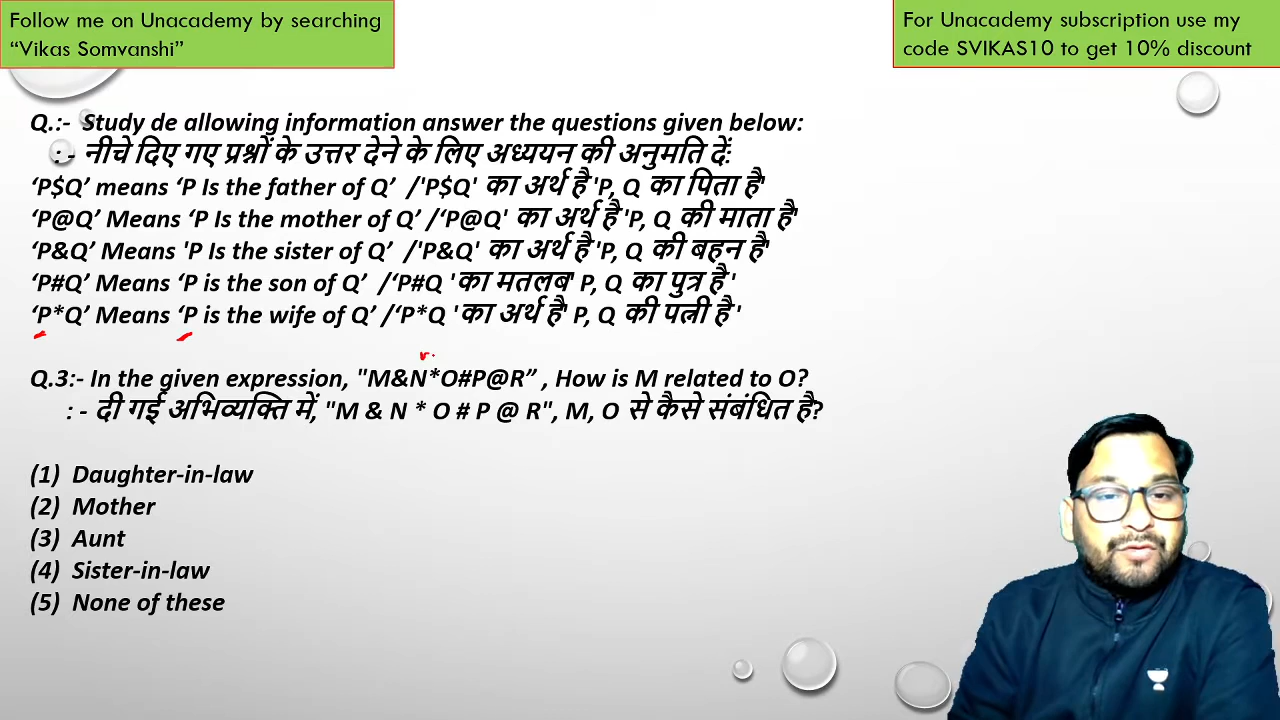 Follow me on Unacademy by searching
“Vikas Somvanshi”
For Unacademy subscription use my
code SVIKAS10 to get 10% discount
Q.:- Study de allowing information answer the questions given below:
:- नीचे दिए गए प्रश्नों के उत्तर देने के लिए अध्ययन की अनुमति दें:
‘P$Q’ means ‘P Is the father of Q’ /'P$Q' का अर्थ है 'P, Q का पिता है'
‘P@Q’ Means ‘P Is the mother of Q’ /‘P@Q' का अर्थ है 'P, Q की माता है'
‘P&Q’ Means 'P Is the sister of Q’ /'P&Q' का अर्थ है 'P, Q की बहन है'
‘P#Q’ Means ‘P is the son of Q’ /‘P#Q 'का मतलब' P, Q का पुत्र है '
‘P*Q’ Means ‘P is the wife of Q’ /‘P*Q 'का अर्थ है' P, Q की पत्नी है '
Q.3:- In the given expression, "M&N*O#P@R” , How is M related to O?
: - दी गई अभिव्यक्ति में, "M & N * O # P @ R", M, O से कैसे संबंधित है?
(1) Daughter-in-law
(2) Mother
(3) Aunt
(4) Sister-in-law
(5) None of these